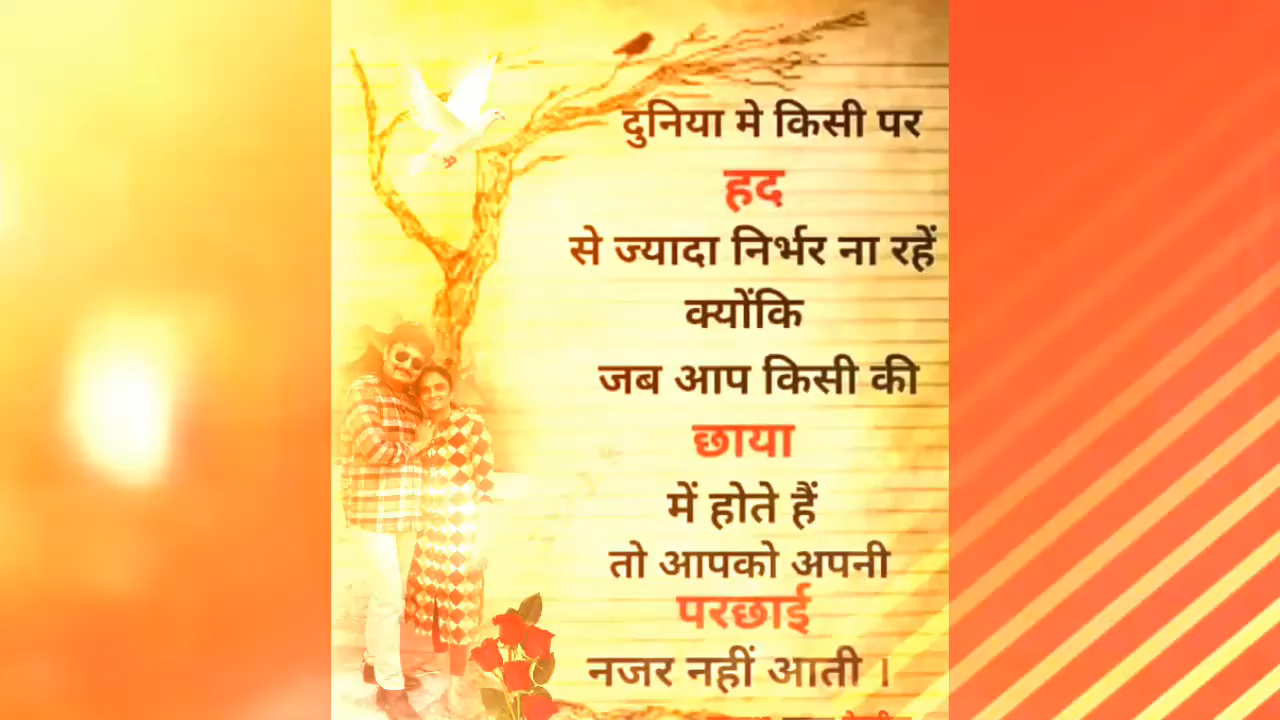 दुनिया मे किसी पर
हद
से ज्यादा निर्भर ना रहें
क्योंकि
जब आप किसी की
छाया
में होते हैं
तो आपको अपनी
परछाई
नजर नहीं आती ।